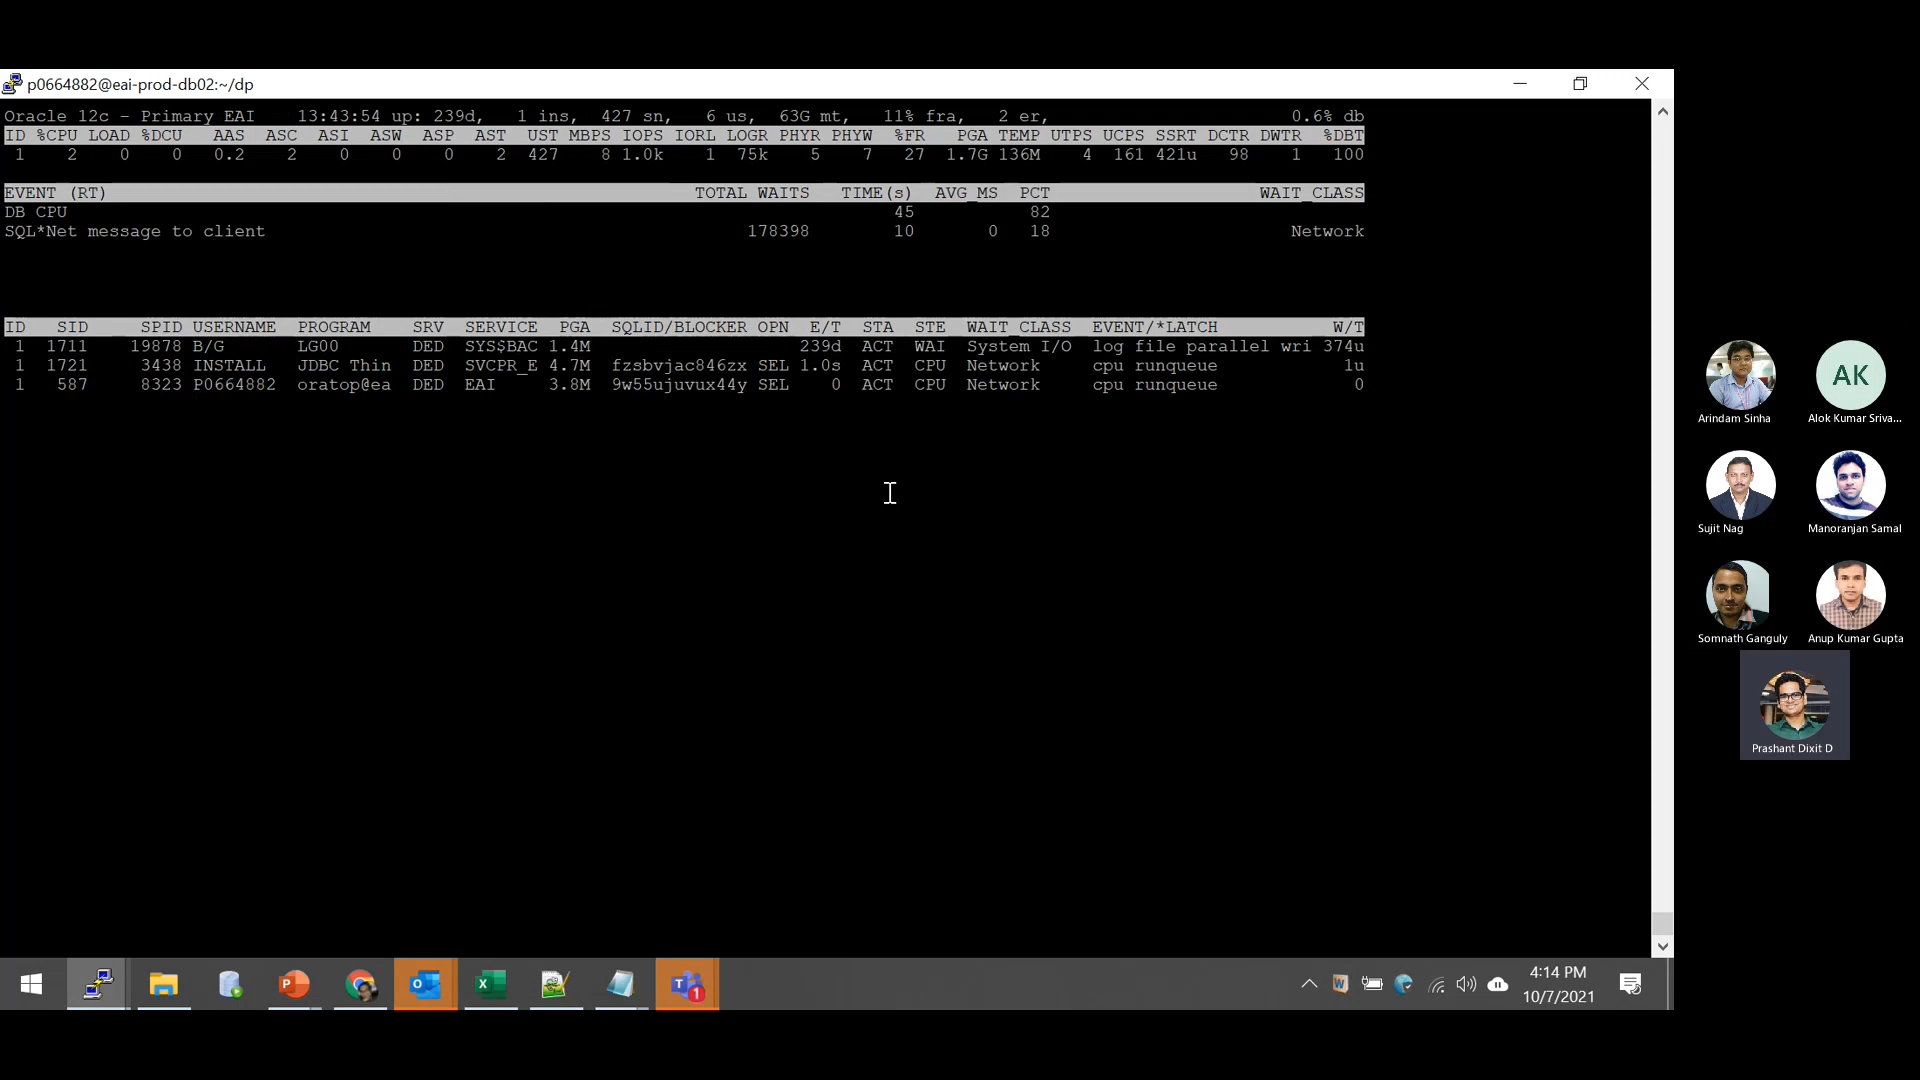 p0664882@eai-prod-db02:~/dp
Oracle 12c - Primary EAI 13:43:54 up: 239d, 1 ins, 427 sn, 6 us, 63G mt, 11% fra, 2 er, 0.6% db
ID %CPU LOAD %DCU AAS ASC ASI ASW ASP AST UST MBPS IOPS IORL LOGR PHYR PHYW %FR PGA TEMP UTPS UCPS SSRT DCTR DWTR %DBT
1 2 0 0 0.2 2 0 0 0 2 427 8 1.0k 1 75k 5 7 27 1.7G 136M 4 161 421u 98 1 100
EVENT (RT) TOTAL WAITS TIME(s) AVG_MS PCT WAIT_CLASS
DB CPU 45 82
SQL*Net message to client 178398 10 0 18 Network
ID SID SPID USERNAME PROGRAM SRV SERVICE PGA SQLID/BLOCKER OPN E/T STA STE WAIT_CLASS EVENT/*LATCH W/T
1 1711 19878 B/G LG00 DED SYS$BAC 1.4M 239d ACT WAI System I/O log file parallel wri 374u
1 1721 3438 INSTALL JDBC Thin DED SVCPR_E 4.7M fzsbvjac846zx SEL 1.0s ACT CPU Network cpu runqueue 1u
1 587 8323 P0664882 oratop@ea DED EAI 3.8M 9w55ujuvux44y SEL 0 ACT CPU Network cpu runqueue 0
AK
Arindam Sinha
Alok Kumar Sriva...
Sujit Nag
Manoranjan Samal
Somnath Ganguly
Anup Kumar Gupta
Prashant Dixit D
1
4:14 PM
10/7/2021